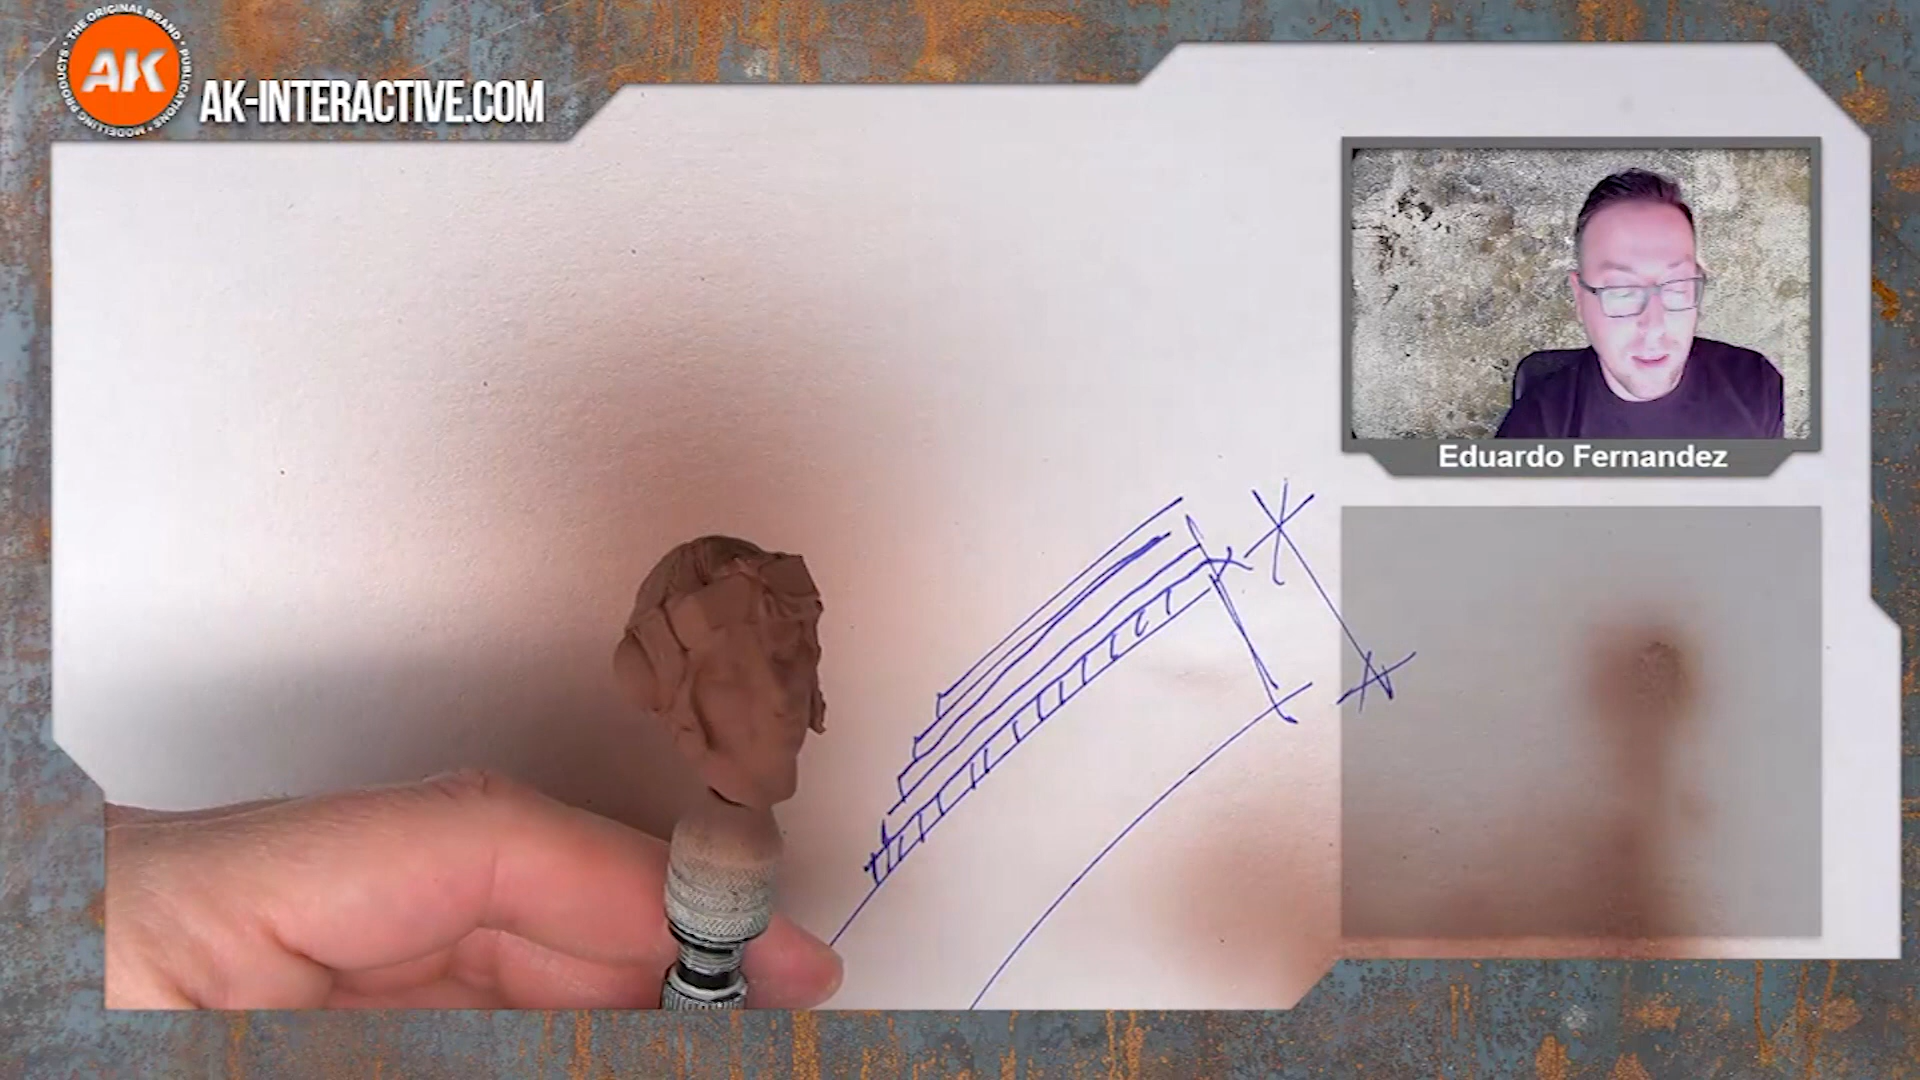 THE ORIGINAL BRAND • PUBLICATIONS • MODELLING PRODUCTS •
AK
AK-INTERACTIVE.COM
Eduardo Fernandez